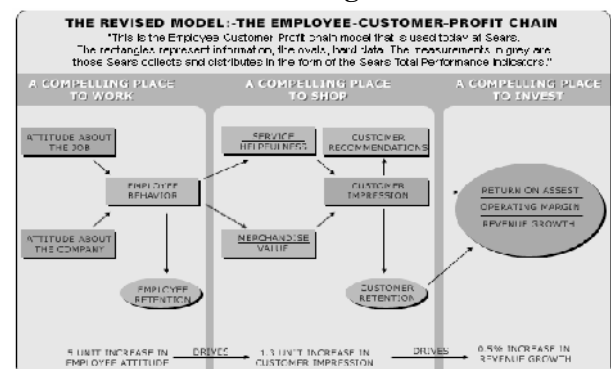 THE REVISED MODEL:-THE EMPLOYEE-CUSTOMER-PROFIT CHAIN
"This is the Employee Customer Profit chain model that is used today at Sears.
The rectangles represent information, the ovals, hard data. The measurements in grey are
those Sears collects and distributes in the form of the Sears Total Performance Indicators."
A COMPELLING PLACE
TO WORK
A COMPELLING PLACE
TO SHOP
A COMPELLING PLACE
TO INVEST
ATTITUDE ABOUT
THE JOB
SERVICE
HELPFULNESS
CUSTOMER
RECOMMENDATIONS
EMPLOYEE
BEHAVIOR
CUSTOMER
IMPRESSION
RETURN ON ASSEST
OPERATING MARGIN
REVENUE GROWTH
ATTITUDE ABOUT
THE COMPANY
MERCHANDISE
VALUE
EMPLOYEE
RETENTION
CUSTOMER
RETENTION
5 UNIT INCREASE IN
EMPLOYEE ATTITUDE
DRIVES
1.3 UNIT INCREASE IN
CUSTOMER IMPRESSION
DRIVES
0.5% INCREASE IN
REVENUE GROWTH